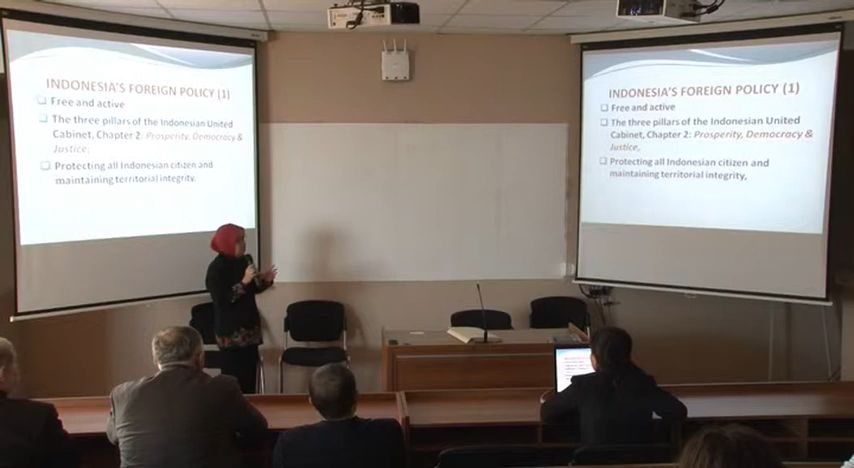 INDONESIA'S FOREIGN POLICY (1)
Free and active
The three pillars of the Indonesian United
Cabinet, Chapter 2: Prosperity, Democracy &
Justice,
Protecting all Indonesian citizen and
maintaining territorial integrity.
INDONESIA'S FOREIGN POLICY (1)
Free and active
The three pillars of the Indonesian United
Cabinet, Chapter 2: Prosperity, Democracy &
Justice,
Protecting all Indonesian citizen and
maintaining territorial integrity,